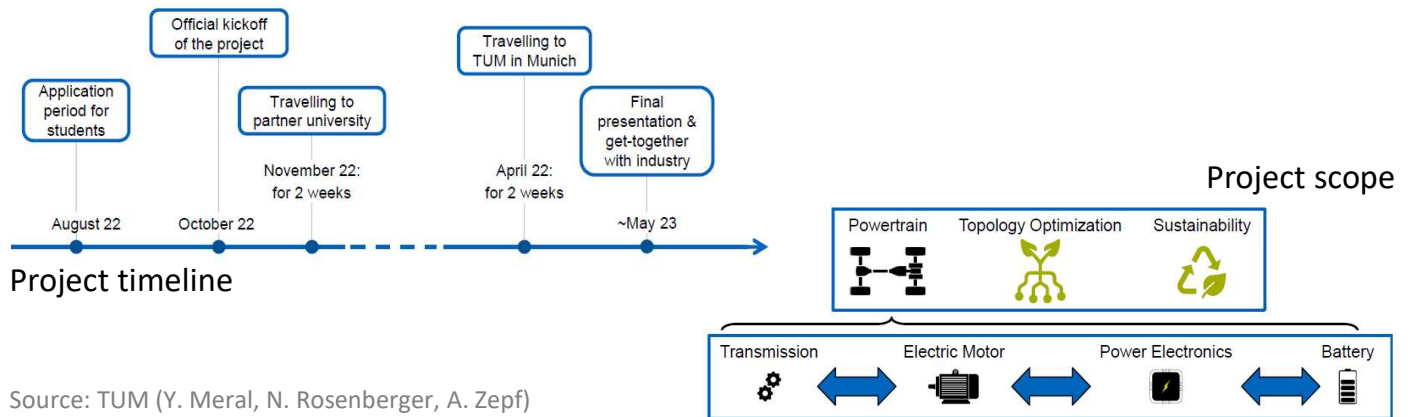 Official kickoff
of the project
Application
period for
students
Travelling to
partner university
Travelling to
TUM in Munich
Final
presentation &
get-together
with industry
November 22:
for 2 weeks
April 22:
for 2 weeks
August 22
October 22
~May 23
Project timeline
Project scope
Powertrain
Topology Optimization
Sustainability
Transmission
Electric Motor
Power Electronics
Battery
Source: TUM (Y. Meral, N. Rosenberger, A. Zepf)